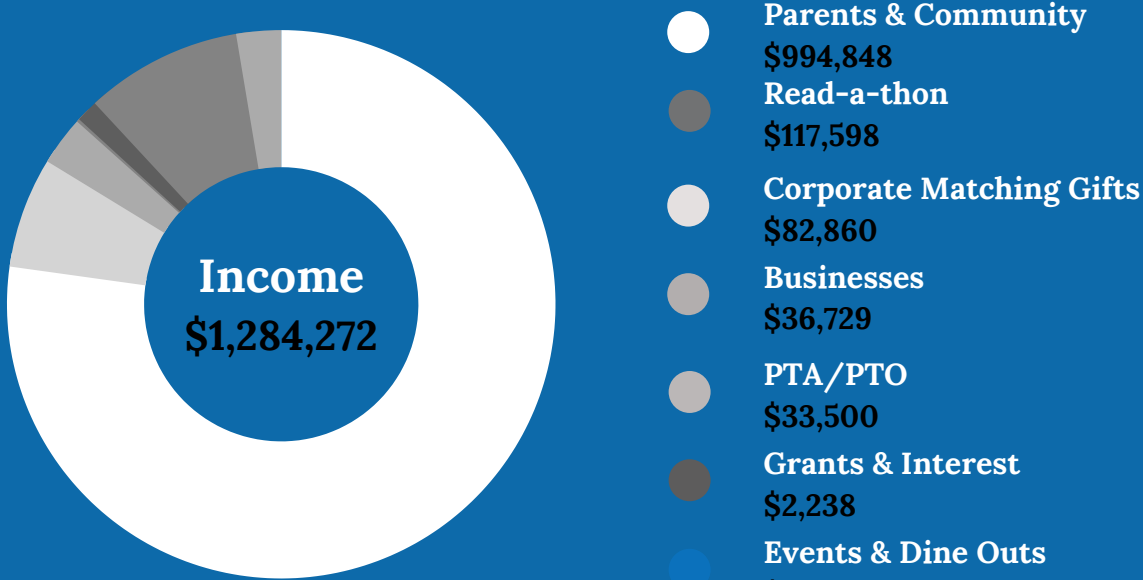 Income
$1,284,272
Parents & Community
$994,848
Read-a-thon
$117,598
Corporate Matching Gifts
$82,860
Businesses
$36,729
PTA/PTO
$33,500
Grants & Interest
$2,238
Events & Dine Outs